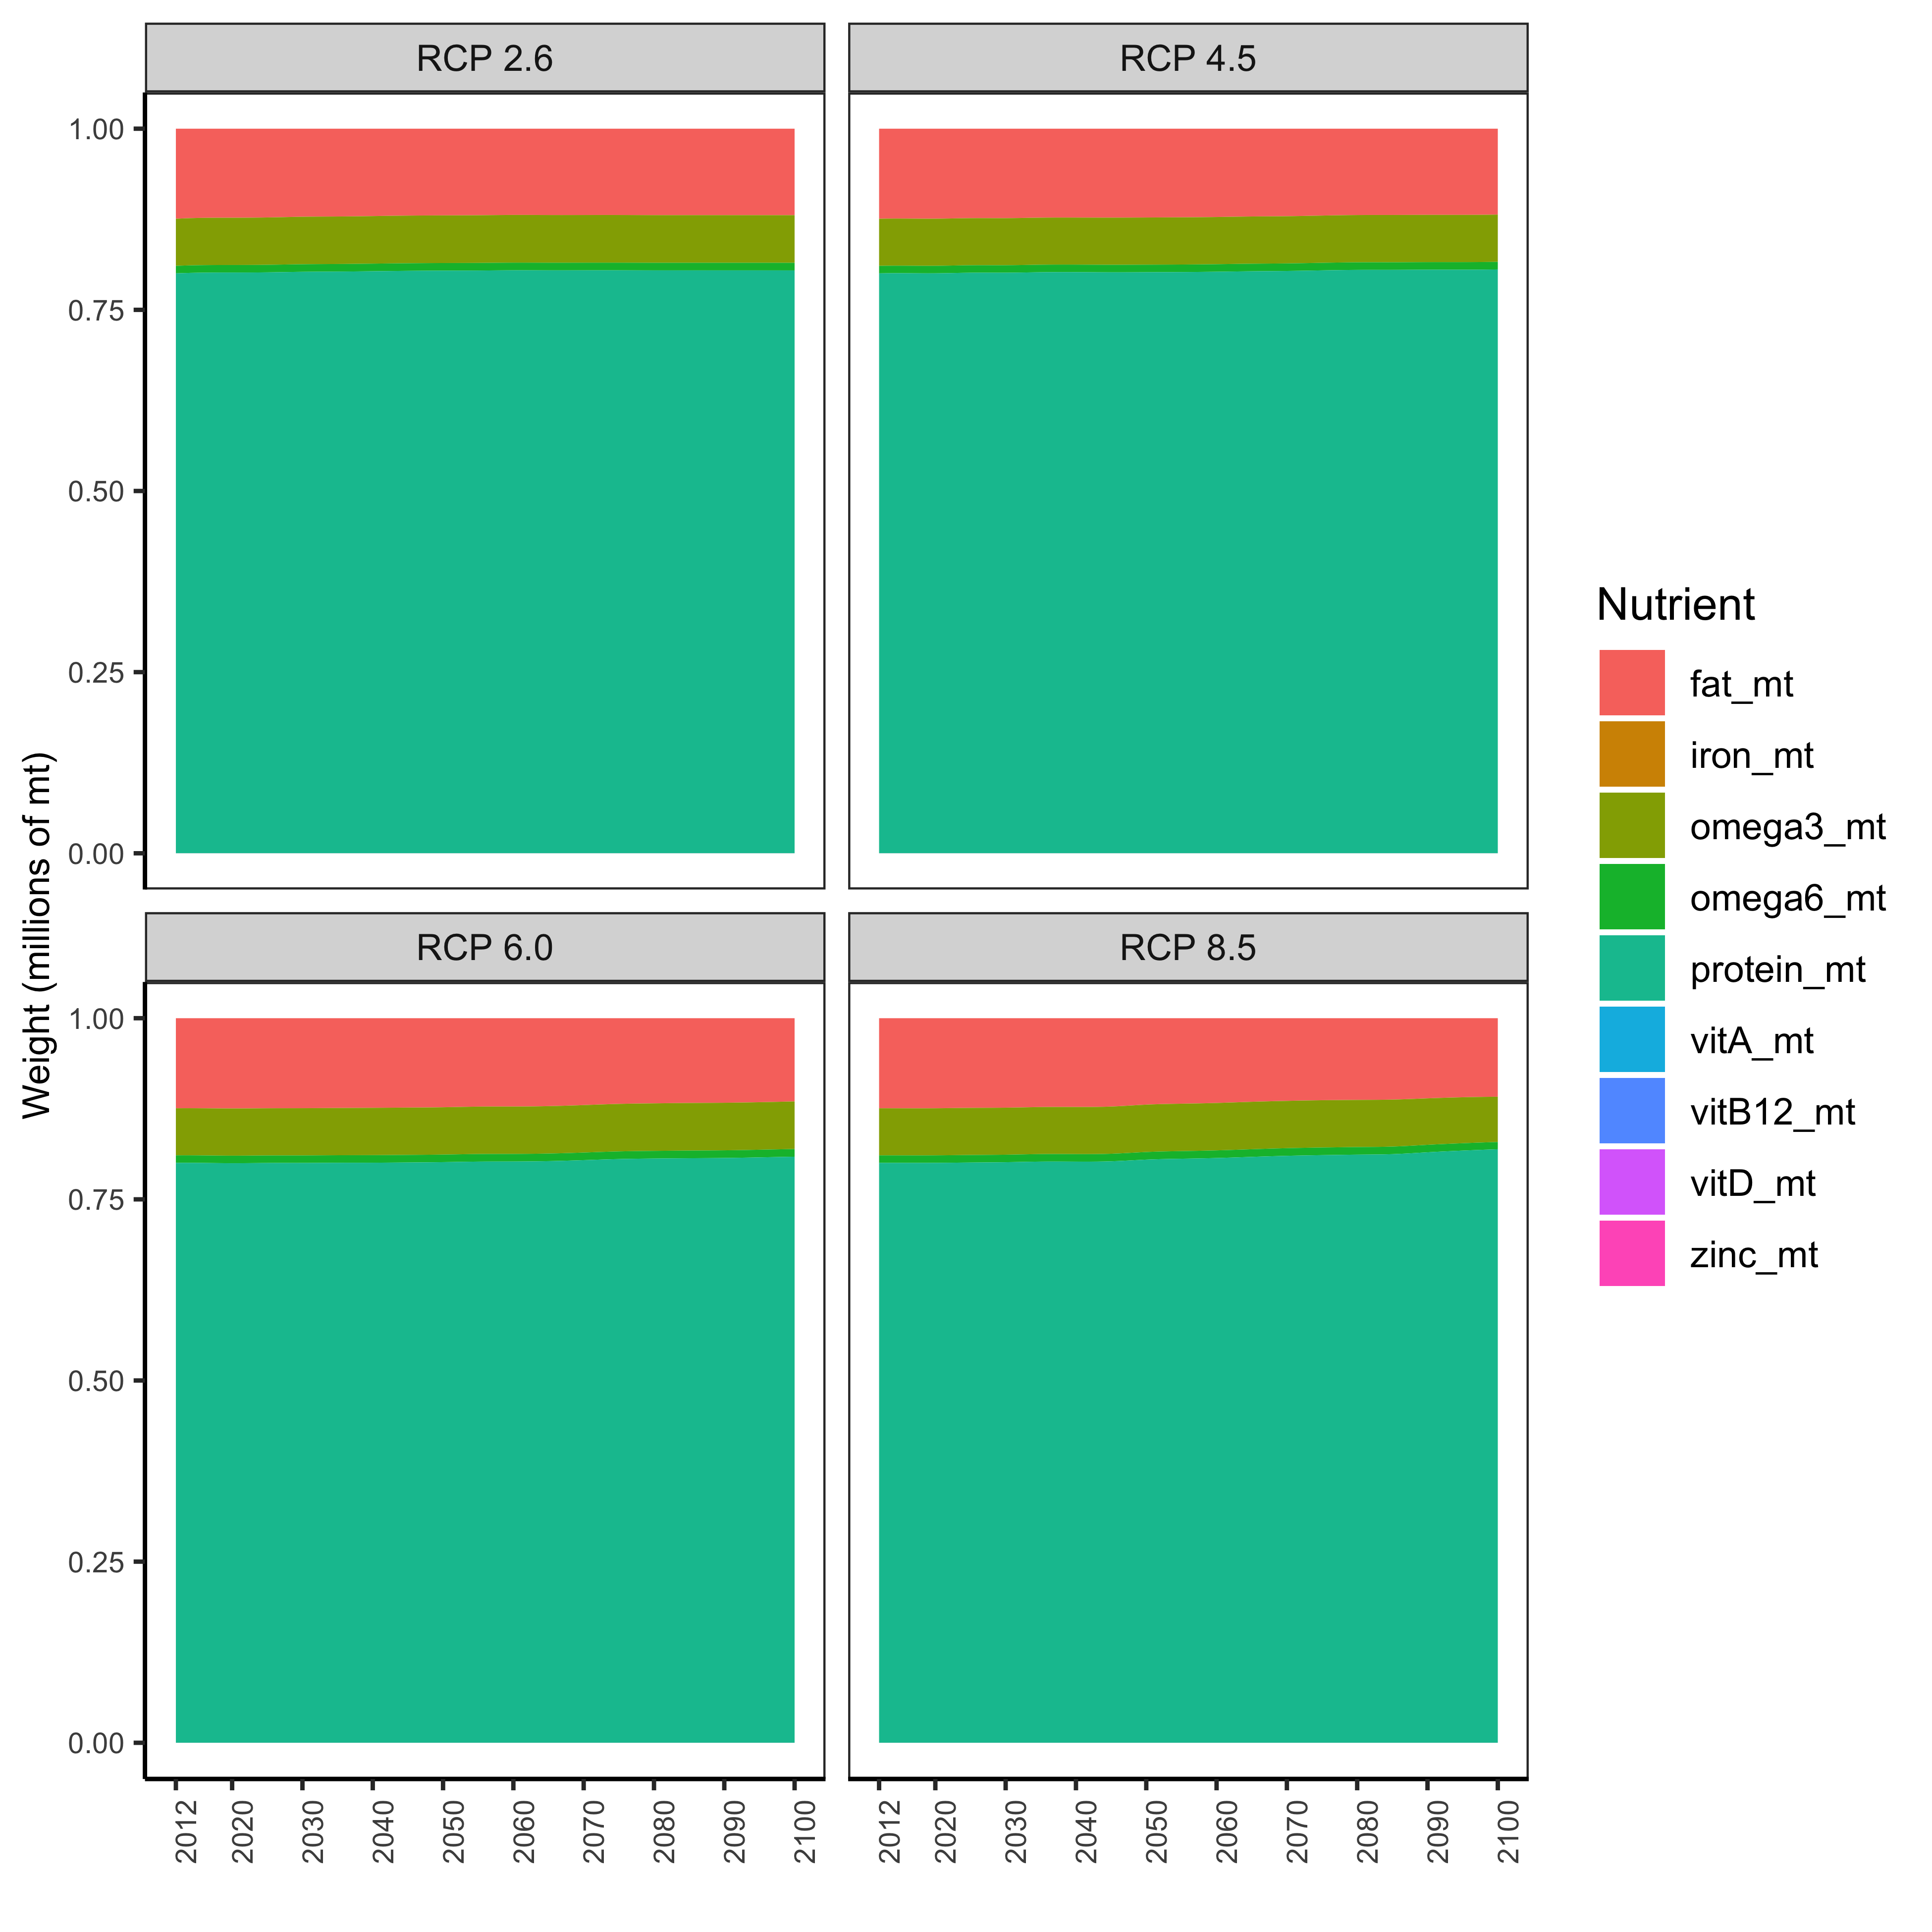 RCP 2.6
RCP 4.5
1.00
0.75
0.50
0.25
0.00
Weight (millions of mt)
RCP 6.0
RCP 8.5
1.00
0.75
0.50
0.25
0.00
2012 2020 2030 2040 2050 2060 2070 2080 2090 2100
2012 2020 2030 2040 2050 2060 2070 2080 2090 2100
Nutrient
fat_mt
iron_mt
omega3_mt
omega6_mt
protein_mt
vitA_mt
vitB12_mt
vitD_mt
zinc_mt